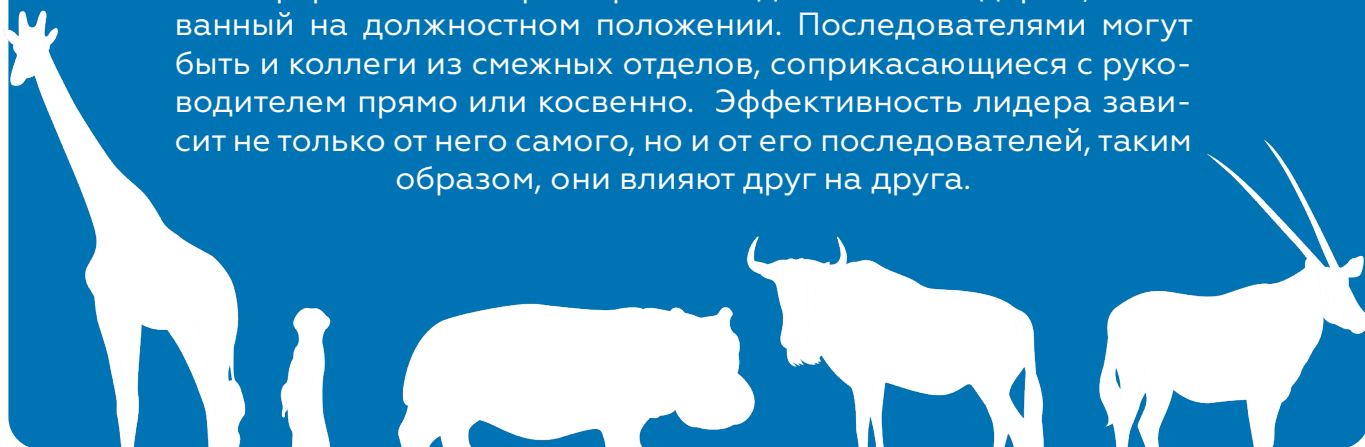 ванный на должностном положении. Последователями могут
быть и коллеги из смежных отделов, соприкасающиеся с руко-
водителем прямо или косвенно. Эффективность лидера зави-
сит не только от него самого, но и от его последователей, таким
образом, они влияют друг на друга.